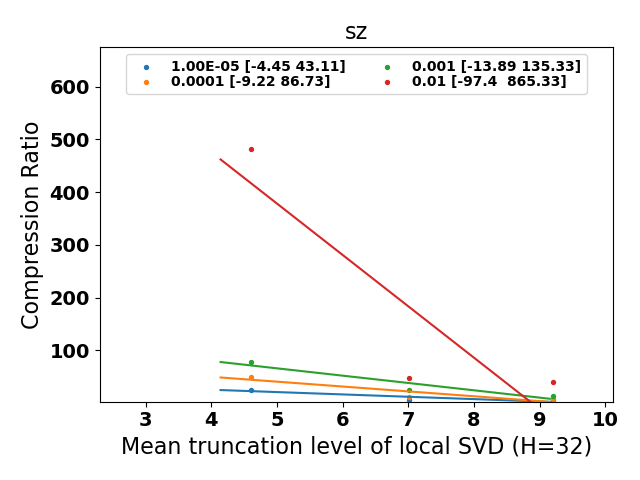 sz
1.00E-05 [-4.45 43.11]
0.0001 [-9.22 86.73]
0.001 [-13.89 135.33]
0.01 [-97.4  865.33]
Compression Ratio
600
500
400
300
200
100
3 4 5 6 7 8 9 10
Mean truncation level of local SVD (H=32)